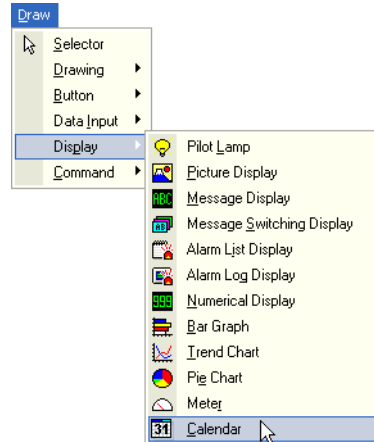 Draw
Selector
Drawing
Button
Data Input
Display
Command
Pilot Lamp
Picture Display
ABC Message Display
AB Message Switching Display
Alarm List Display
Alarm Log Display
999 Numerical Display
Bar Graph
Trend Chart
Pie Chart
Meter
31 Calendar